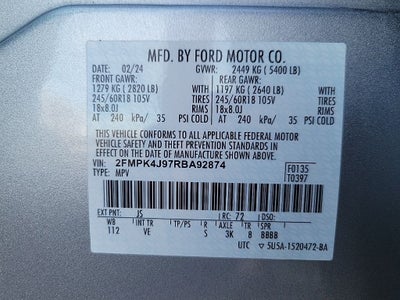 MFD. BY FORD MOTOR CO.
DATE: 02/24 GVWR: 2449 KG ( 5400 LB)
FRONT GAWR: REAR GAWR:
1279 KG ( 2820 LB) WITH 1197 KG ( 2640 LB) WITH
245/60R18 105V TIRES 245/60R18 105V TIRES
18x8.0J RIMS 18x8.0J RIMS
AT 240 kPa/ 35 PSI COLD AT 240 kPa/ 35 PSI COLD
THIS VEHICLE CONFORMS TO ALL APPLICABLE FEDERAL MOTOR
VEHICLE SAFETY AND THEFT PREVENTION STANDARDS IN
EFFECT ON THE DATE OF MANUFACTURE SHOWN ABOVE.
VIN: 2FMPK4J97RBA92874 F0135
TYPE: MPV T0397
EXT PNT: JS RC: 72 DSO:
WB INT TR TP/PS R AXLE TR SPR
112 VE S 3K B BBBB
UTC 5U5A-1520472-BA